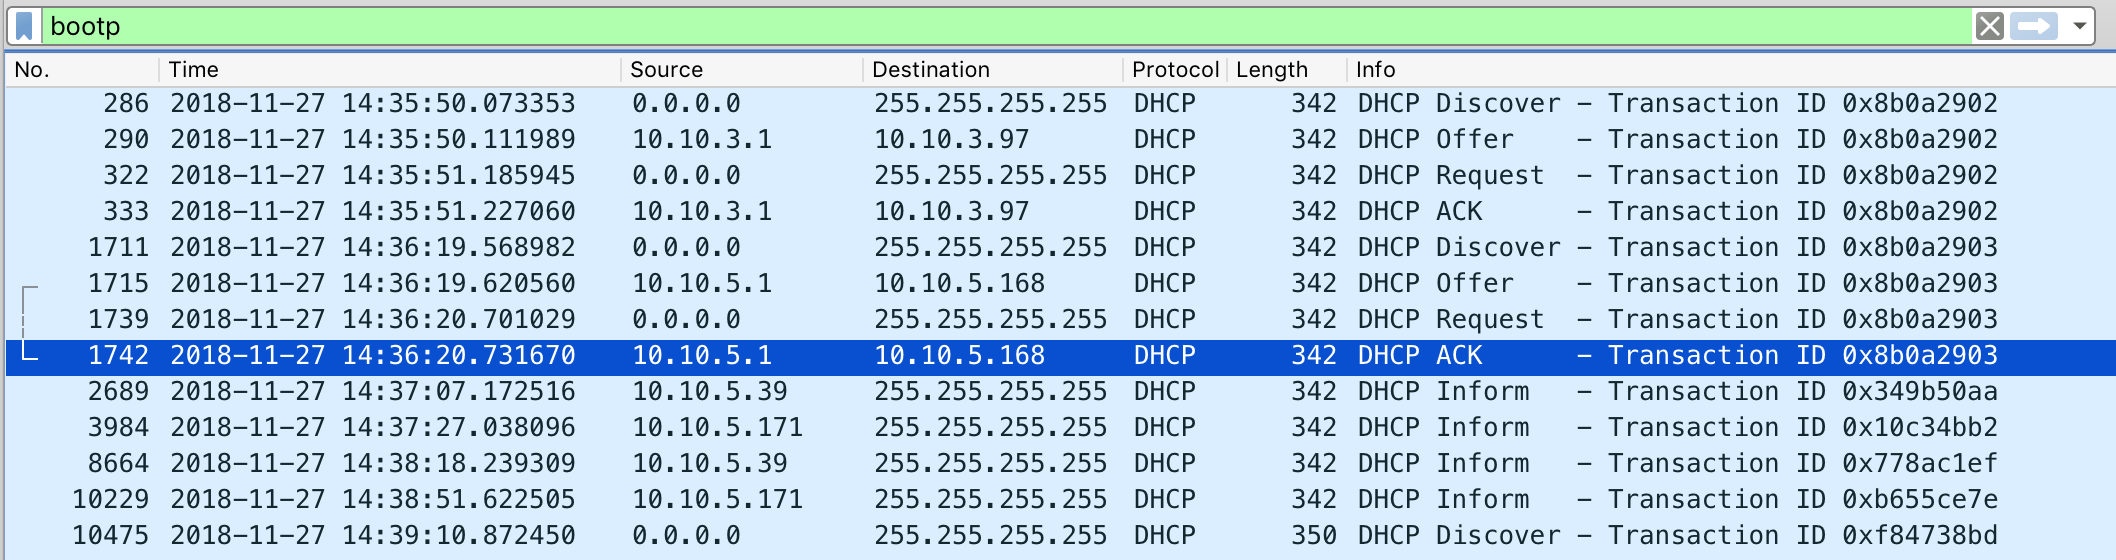 bootp
No. Time Source Destination Protocol Length Info
286 2018-11-27 14:35:50.073353 0.0.0.0 255.255.255.255 DHCP 342 DHCP Discover - Transaction ID 0x8b0a2902
290 2018-11-27 14:35:50.111989 10.10.3.1 10.10.3.97 DHCP 342 DHCP Offer - Transaction ID 0x8b0a2902
322 2018-11-27 14:35:51.185945 0.0.0.0 255.255.255.255 DHCP 342 DHCP Request - Transaction ID 0x8b0a2902
333 2018-11-27 14:35:51.227060 10.10.3.1 10.10.3.97 DHCP 342 DHCP ACK - Transaction ID 0x8b0a2902
1711 2018-11-27 14:36:19.568982 0.0.0.0 255.255.255.255 DHCP 342 DHCP Discover - Transaction ID 0x8b0a2903
1715 2018-11-27 14:36:19.620560 10.10.5.1 10.10.5.168 DHCP 342 DHCP Offer - Transaction ID 0x8b0a2903
1739 2018-11-27 14:36:20.701029 0.0.0.0 255.255.255.255 DHCP 342 DHCP Request - Transaction ID 0x8b0a2903
1742 2018-11-27 14:36:20.731670 10.10.5.1 10.10.5.168 DHCP 342 DHCP ACK - Transaction ID 0x8b0a2903
2689 2018-11-27 14:37:07.172516 10.10.5.39 255.255.255.255 DHCP 342 DHCP Inform - Transaction ID 0x349b50aa
3984 2018-11-27 14:37:27.038096 10.10.5.171 255.255.255.255 DHCP 342 DHCP Inform - Transaction ID 0x10c34bb2
8664 2018-11-27 14:38:18.239309 10.10.5.39 255.255.255.255 DHCP 342 DHCP Inform - Transaction ID 0x778ac1ef
10229 2018-11-27 14:38:51.622505 10.10.5.171 255.255.255.255 DHCP 342 DHCP Inform - Transaction ID 0xb655ce7e
10475 2018-11-27 14:39:10.872450 0.0.0.0 255.255.255.255 DHCP 350 DHCP Discover - Transaction ID 0xf84738bd